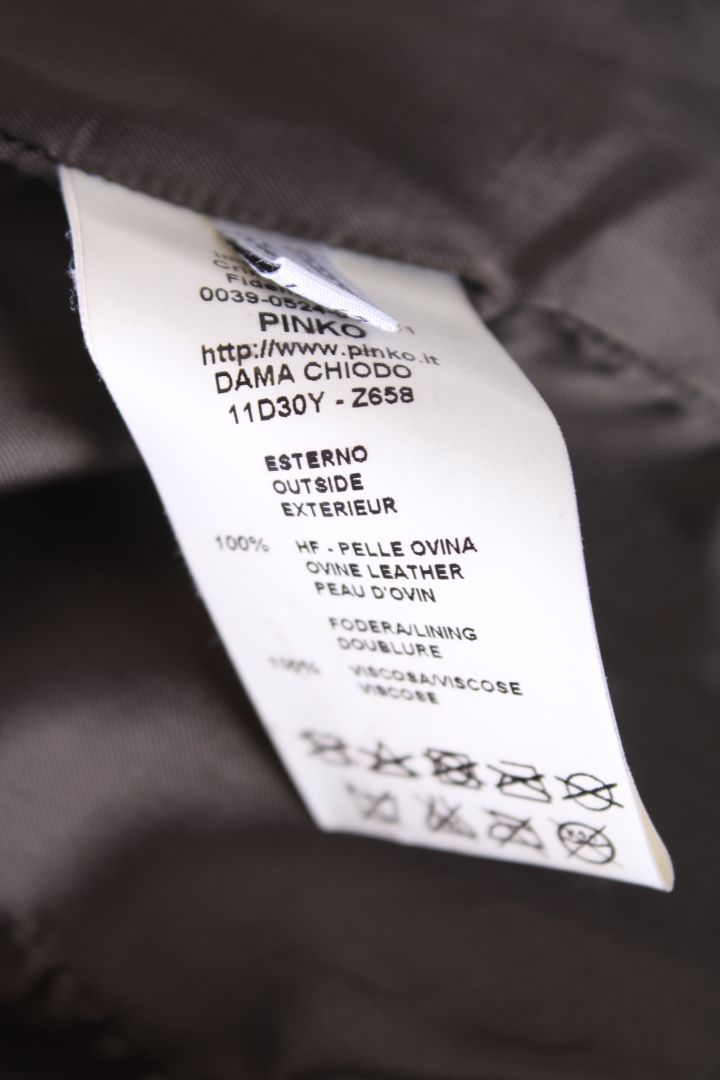 PINKO
http://www.pinko.it
DAMA CHIODO
11D30Y - Z658
ESTERNO
OUTSIDE
EXTERIEUR
100% HF - PELLE OVINA
OVINE LEATHER
PEAU D'OVIN
FODERA/LINING
DOUBLURE
100% VISCOSA/VISCOSE
VISCOSE